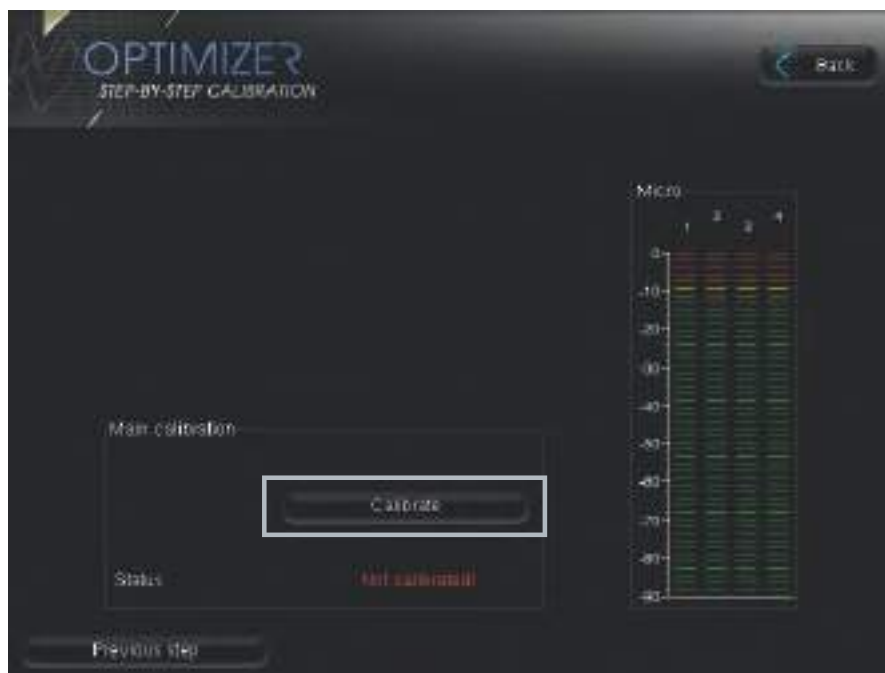 OPTIMIZER
STEP-BY-STEP CALIBRATION
Back
Micro
1 2 3 4
0
-10
-20
-30
-40
-50
-60
-70
-80
-90
Main calibration
Calibrate
Status
Not calibrated!
Previous step